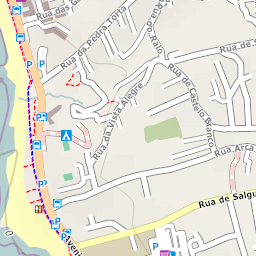 Rua das Ga
Rua da Pedra Torta
Rua de
Rua de Castelo Branco
Rua da Vista Alegre
Rua Arca
Rua de Salgu
P
P
P
P
P
P